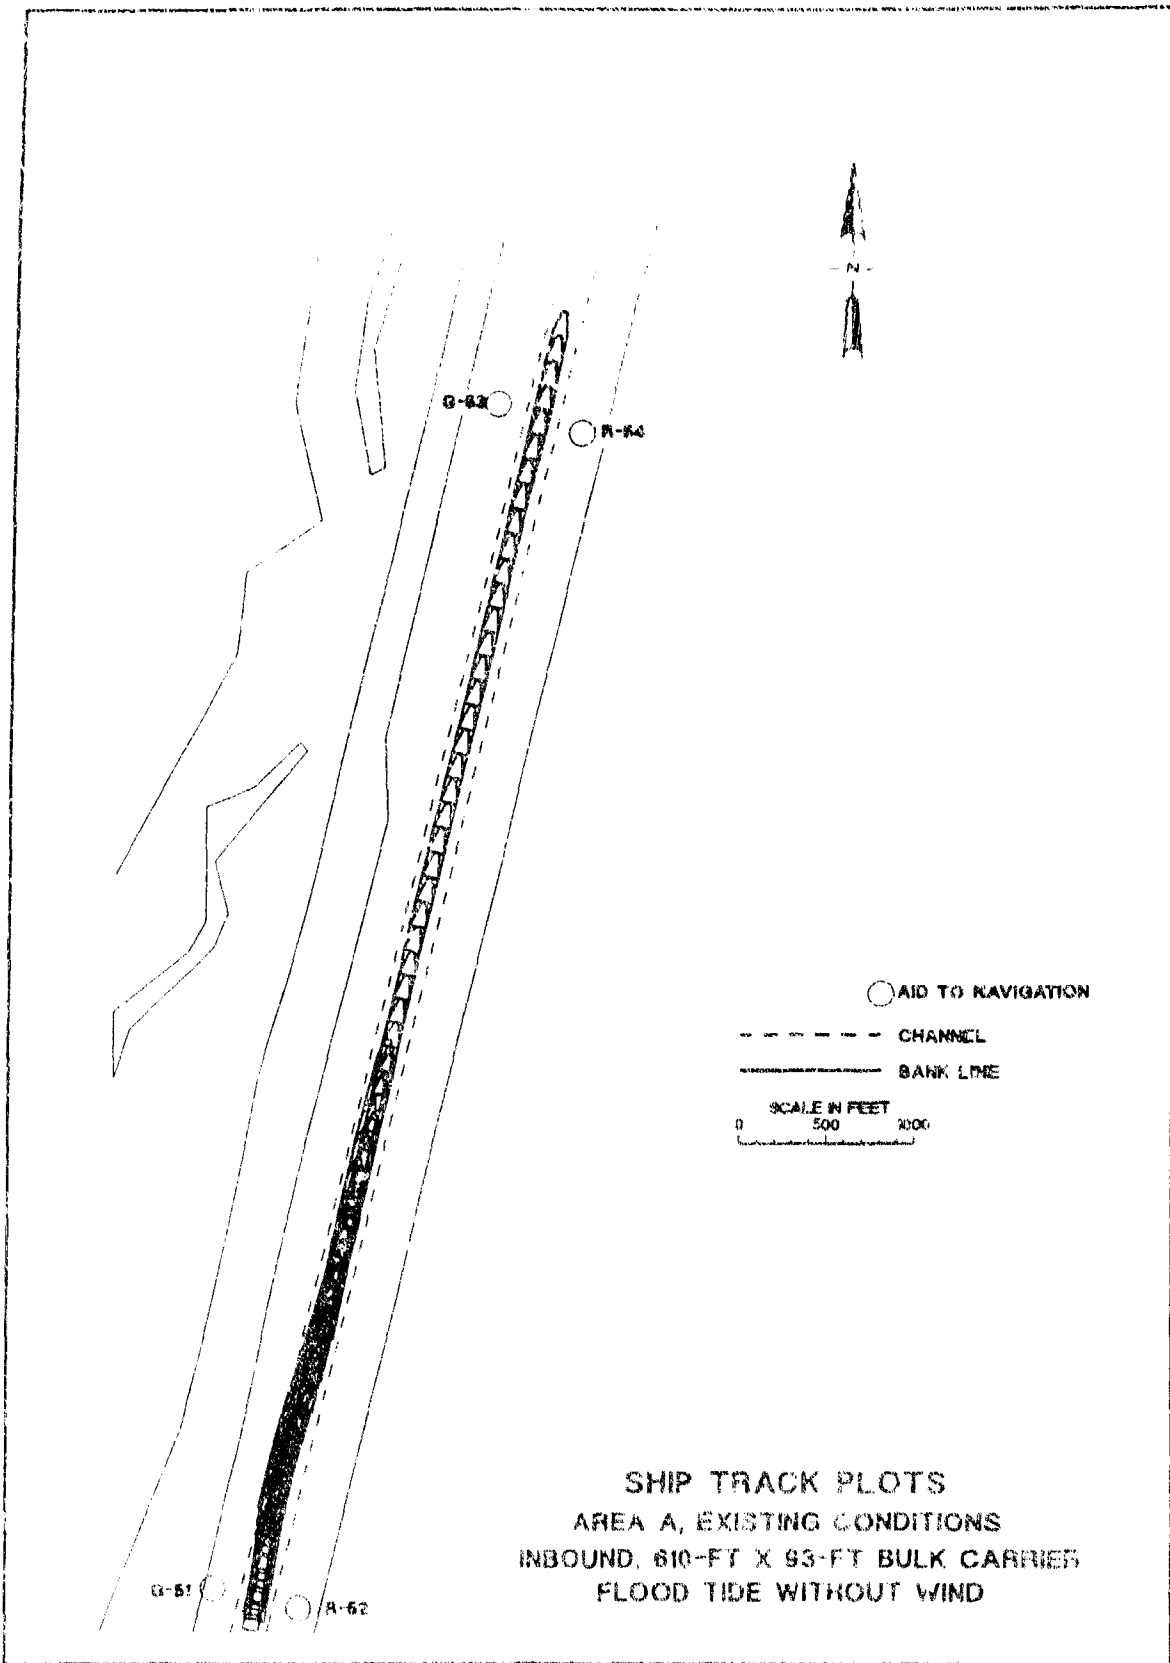 N
G-63
R-64
AID TO NAVIGATION
CHANNEL
BANK LINE
SCALE IN FEET
0 500 1000
SHIP TRACK PLOTS
AREA A, EXISTING CONDITIONS
INBOUND, 610-FT X 93-FT BULK CARRIER
FLOOD TIDE WITHOUT WIND
G-61
R-62